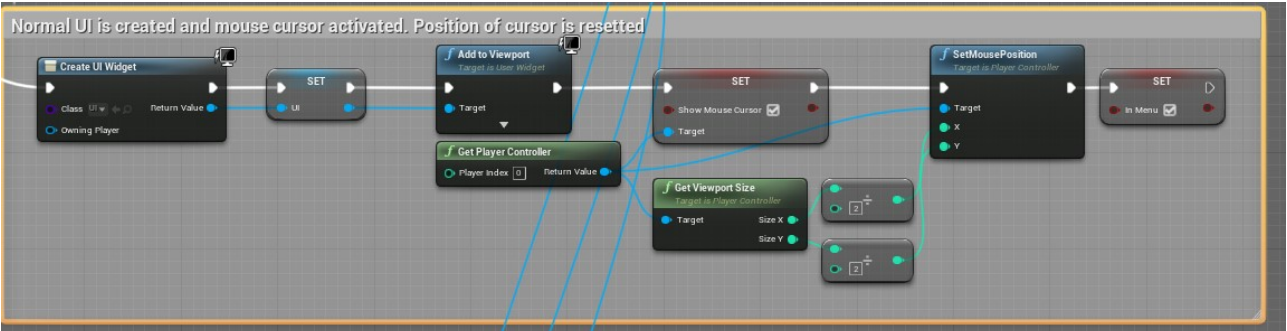 Normal UI is created and mouse cursor activated. Position of cursor is resetted
Create UI Widget
Class UI Return Value
Owning Player
SET
UI
f Add to Viewport
Target is User Widget
Target
f Get Player Controller
Player Index 0 Return Value
SET
Show Mouse Cursor
Target
f Get Viewport Size
Target is Player Controller
Target Size X
Size Y
2 ÷
2 ÷
f SetMousePosition
Target is Player Controller
Target
X
Y
SET
In Menu